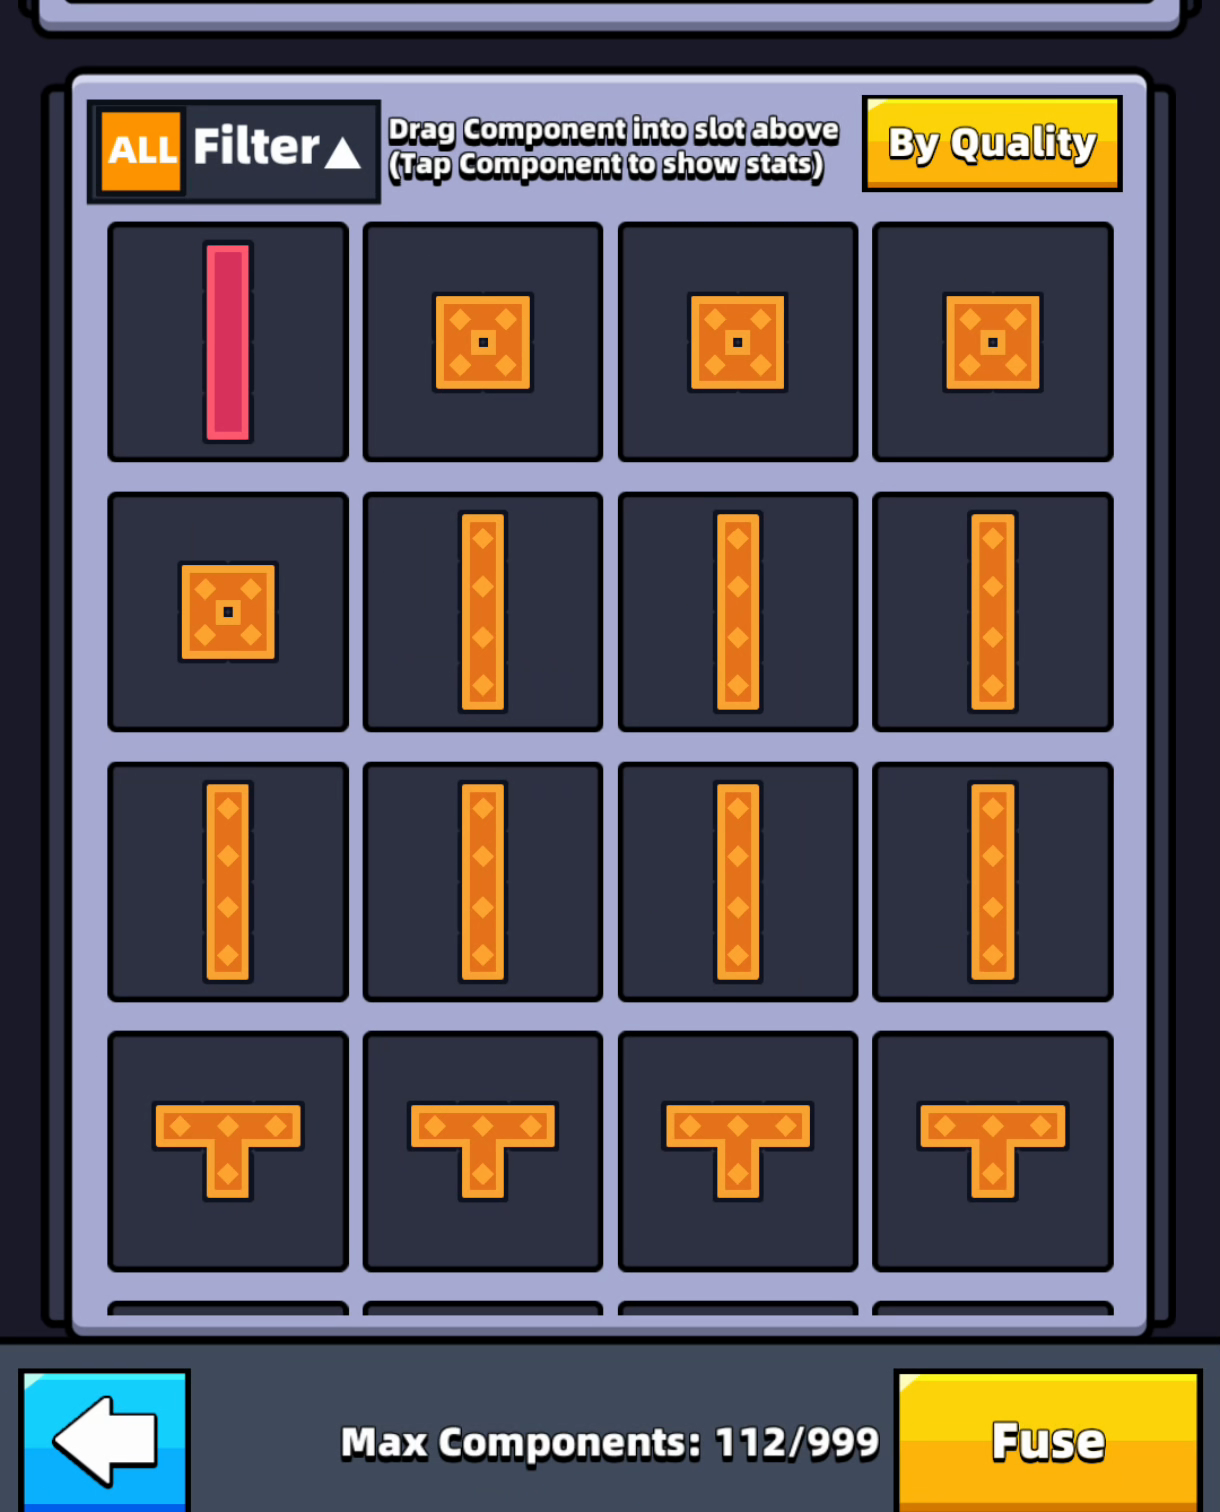 ALL Filter▲
Drag Component into slot above
(Tap Component to show stats)
By Quality
Max Components: 112/999
Fuse